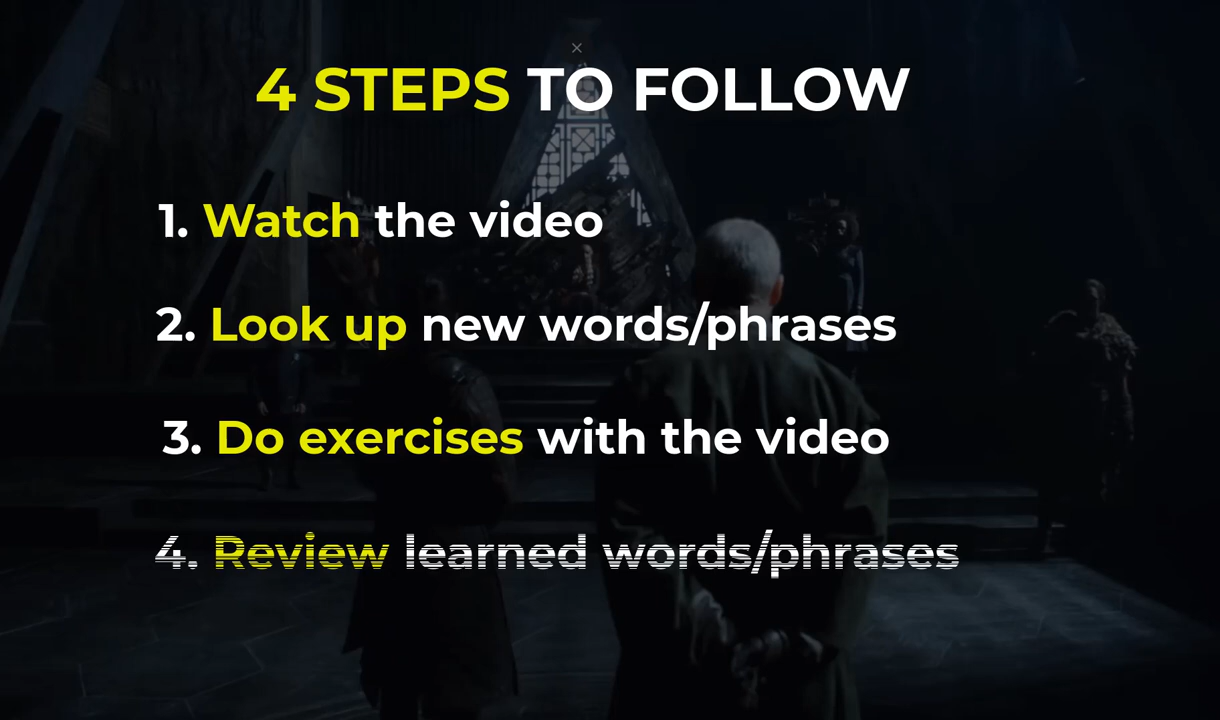 4 STEPS TO FOLLOW
1. Watch the video
2. Look up new words/phrases
3. Do exercises with the video
4. Review learned words/phrases